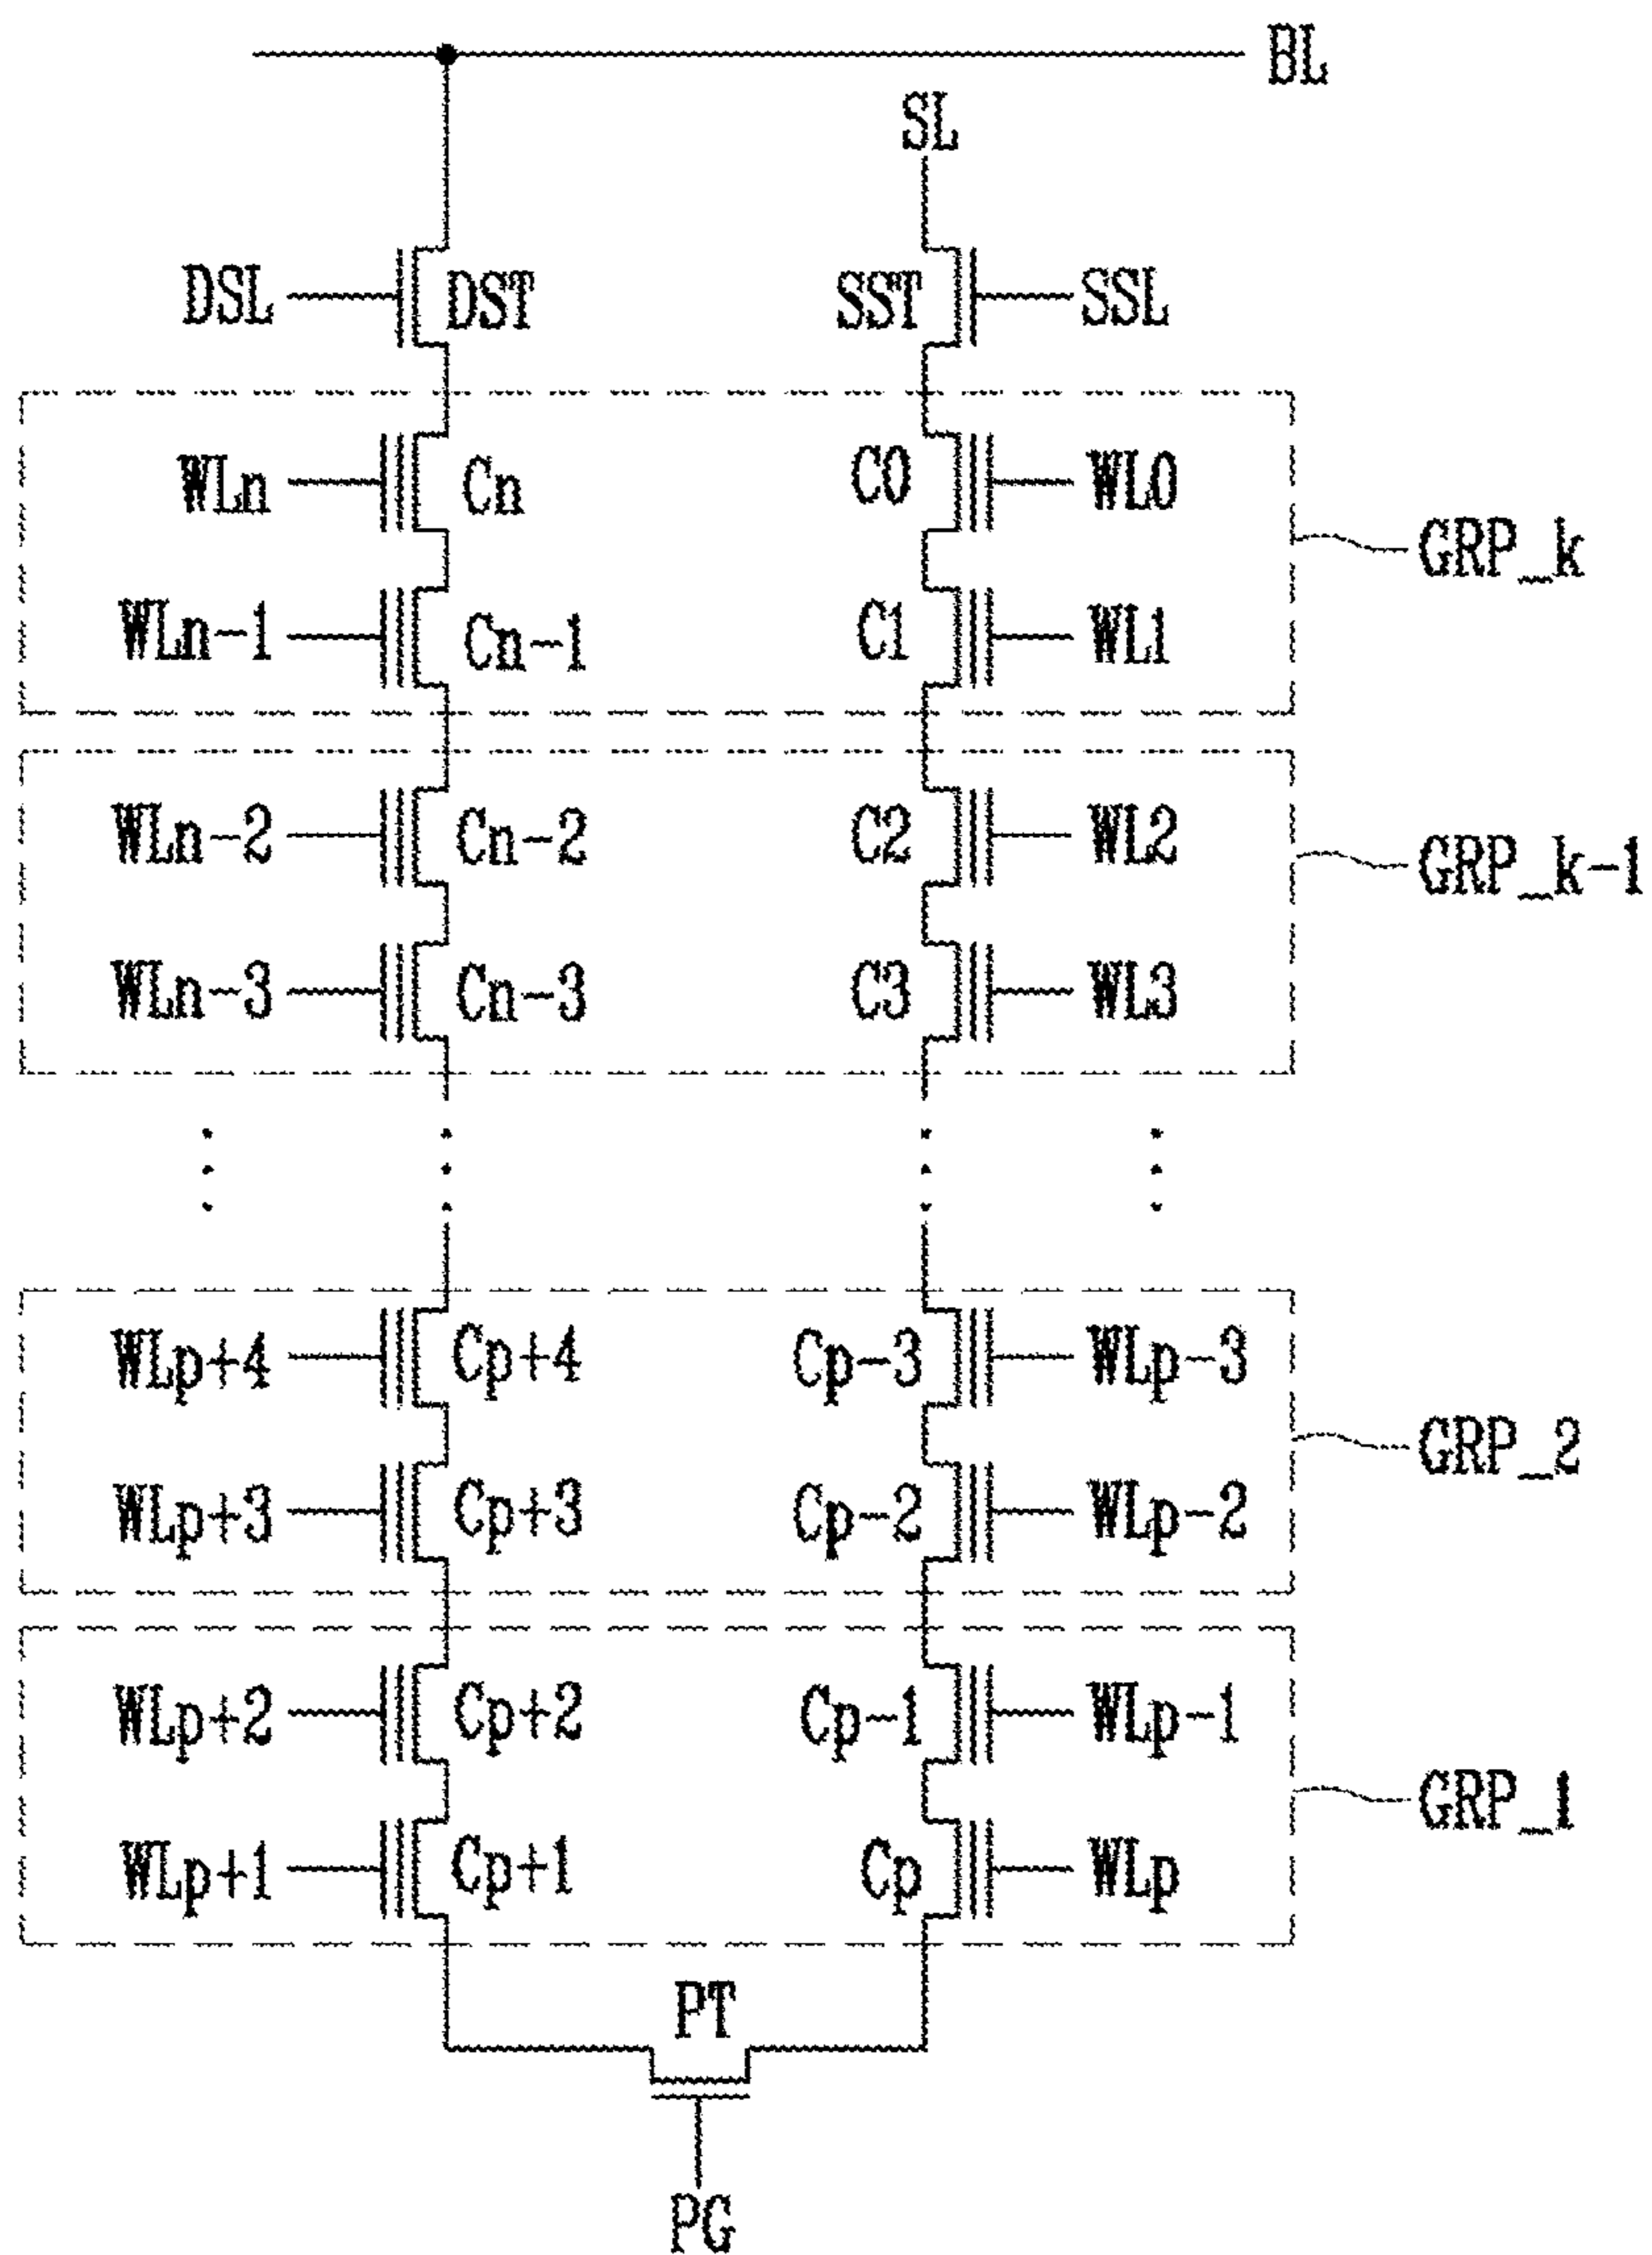 BL
SL
DSL DST SST SSL
WLn Cn C0 WL0
GRP_k
WLn-1 Cn-1 C1 WL1
WLn-2 Cn-2 C2 WL2
GRP_k-1
WLn-3 Cn-3 C3 WL3
WLp+4 Cp+4 Cp-3 WLp-3
GRP_2
WLp+3 Cp+3 Cp-2 WLp-2
WLp+2 Cp+2 Cp-1 WLp-1
GRP_1
WLp+1 Cp+1 Cp WLp
PT
PG